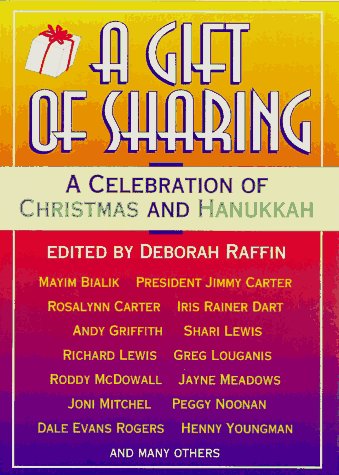 A GIFT
OF SHARING
A CELEBRATION OF
CHRISTMAS AND HANUKKAH
EDITED BY DEBORAH RAFFIN
MAYIM BIALIK PRESIDENT JIMMY CARTER
ROSALYNN CARTER IRIS RAINER DART
ANDY GRIFFITH SHARI LEWIS
RICHARD LEWIS GREG LOUGANIS
RODDY MCDOWALL JAYNE MEADOWS
JONI MITCHEL PEGGY NOONAN
DALE EVANS ROGERS HENNY YOUNGMAN
AND MANY OTHERS